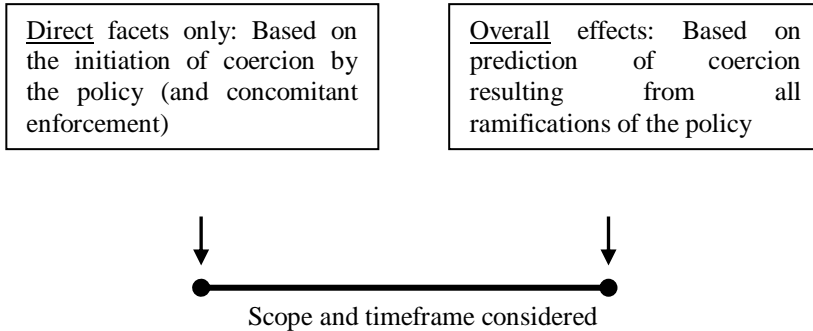 Direct facets only: Based on
the initiation of coercion by
the policy (and concomitant
enforcement)
Overall effects: Based on
prediction of coercion
resulting from all
ramifications of the policy
Scope and timeframe considered